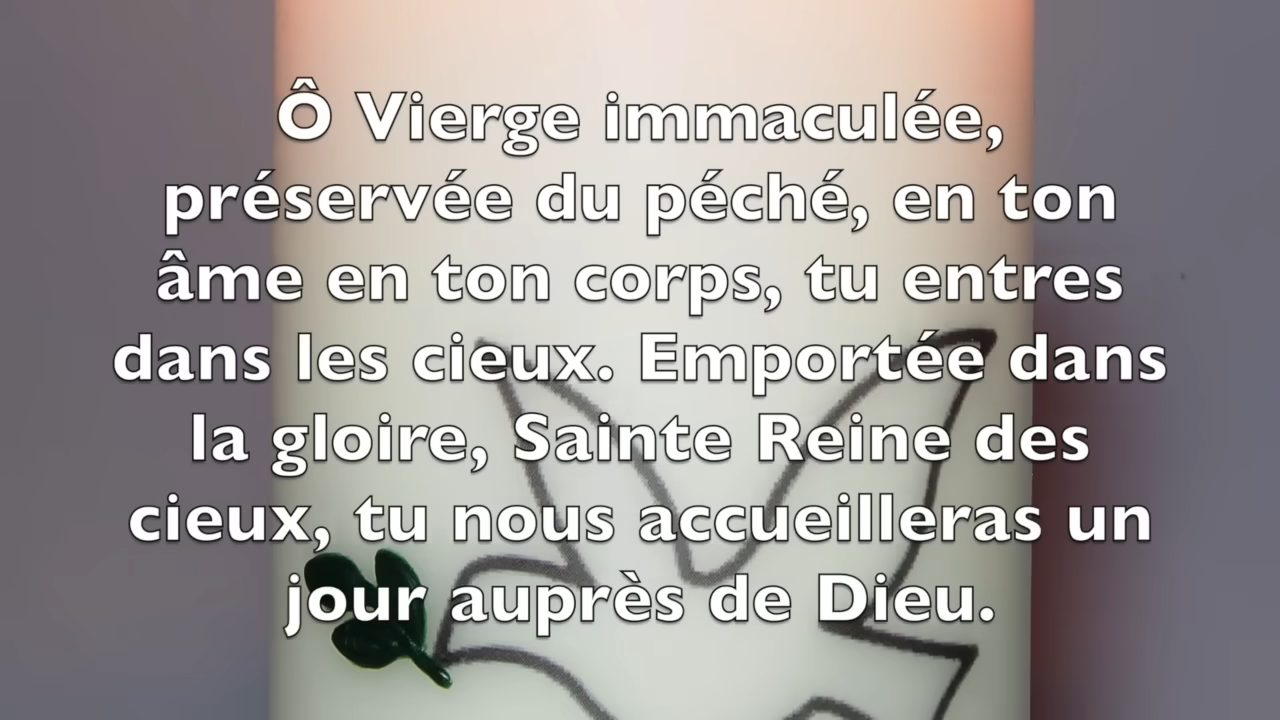 Ô Vierge immaculée,
préservée du péché, en ton
âme en ton corps, tu entres
dans les cieux. Emportée dans
la gloire, Sainte Reine des
cieux, tu nous accueilleras un
jour auprès de Dieu.